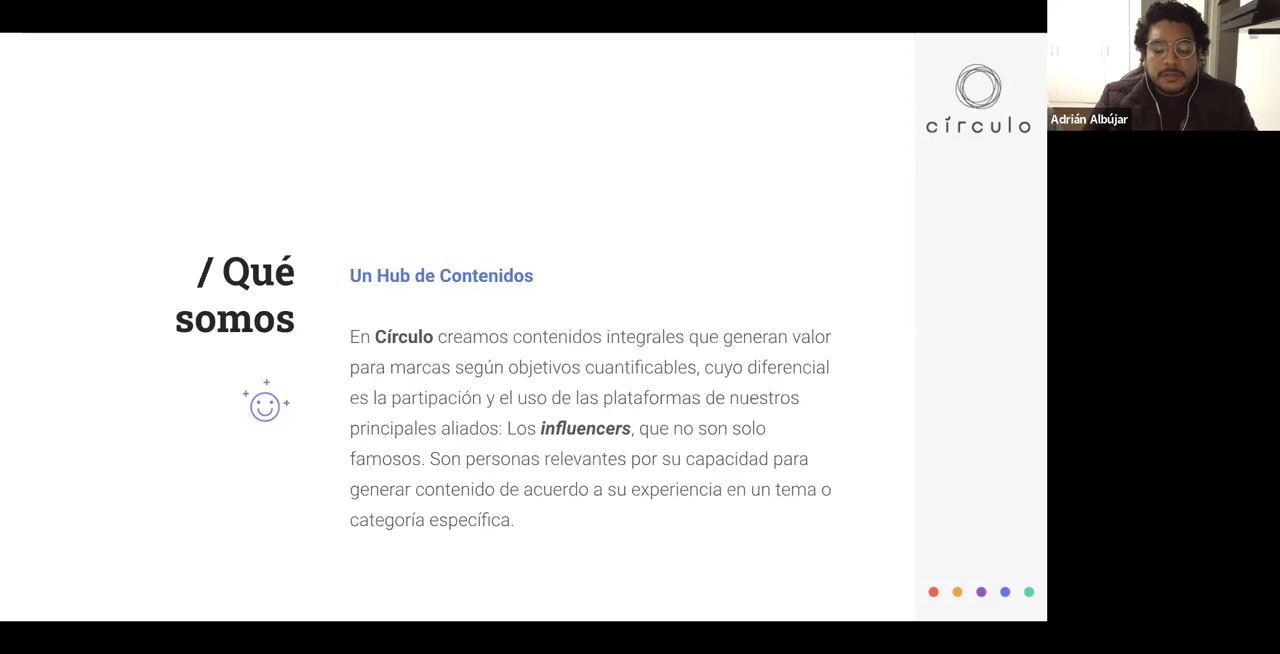 círculo
Adrián Albújar
/ Qué
somos
Un Hub de Contenidos
En Círculo creamos contenidos integrales que generan valor
para marcas según objetivos cuantificables, cuyo diferencial
es la partipación y el uso de las plataformas de nuestros
principales aliados: Los influencers, que no son solo
famosos. Son personas relevantes por su capacidad para
generar contenido de acuerdo a su experiencia en un tema o
categoría específica.